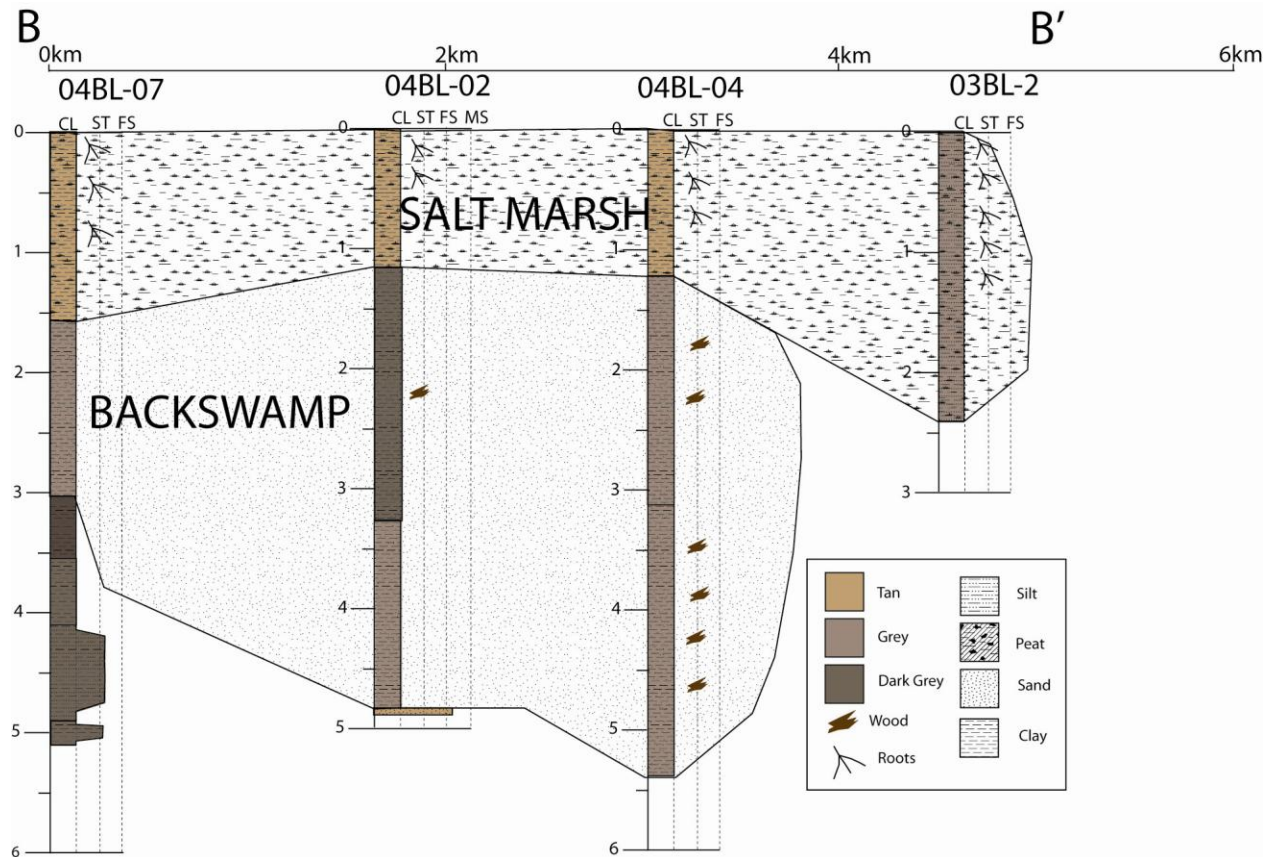 B B′
0km 2km 4km 6km
04BL-07 04BL-02 04BL-04 03BL-2
CL ST FS
CL ST FS MS
CL ST FS
CL ST FS
0
1
2
3
4
5
6
0
1
2
3
4
5
0
1
2
3
4
5
6
0
1
2
3
SALT MARSH
BACKSWAMP
Tan
Grey
Dark Grey
Wood
Roots
Silt
Peat
Sand
Clay